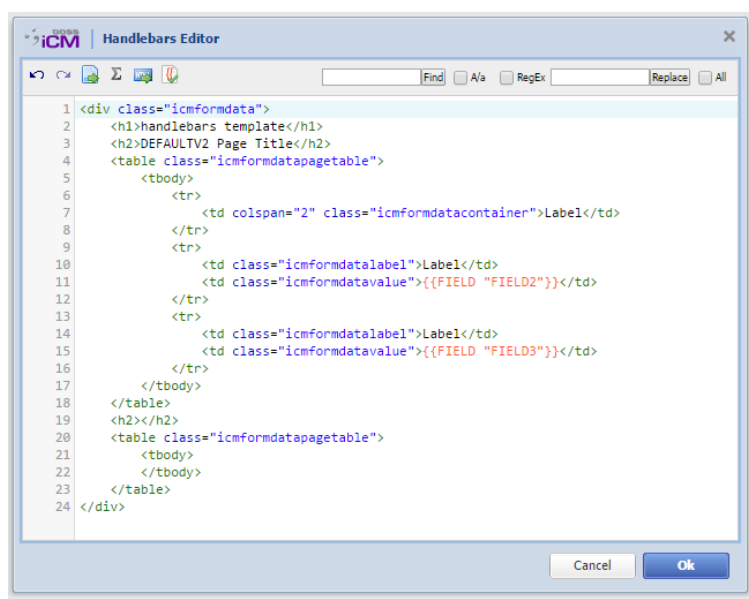 GOSS
iCM | Handlebars Editor
Find A/a RegEx Replace All
1 <div class="icmformdata">
2     <h1>handlebars template</h1>
3     <h2>DEFAULTV2 Page Title</h2>
4     <table class="icmformdatapagetable">
5         <tbody>
6             <tr>
7                 <td colspan="2" class="icmformdatacontainer">Label</td>
8             </tr>
9             <tr>
10                 <td class="icmformdatalabel">Label</td>
11                 <td class="icmformdatavalue">{{FIELD "FIELD2"}}</td>
12             </tr>
13             <tr>
14                 <td class="icmformdatalabel">Label</td>
15                 <td class="icmformdatavalue">{{FIELD "FIELD3"}}</td>
16             </tr>
17         </tbody>
18     </table>
19     <h2></h2>
20     <table class="icmformdatapagetable">
21         <tbody>
22         </tbody>
23     </table>
24 </div>
Cancel Ok